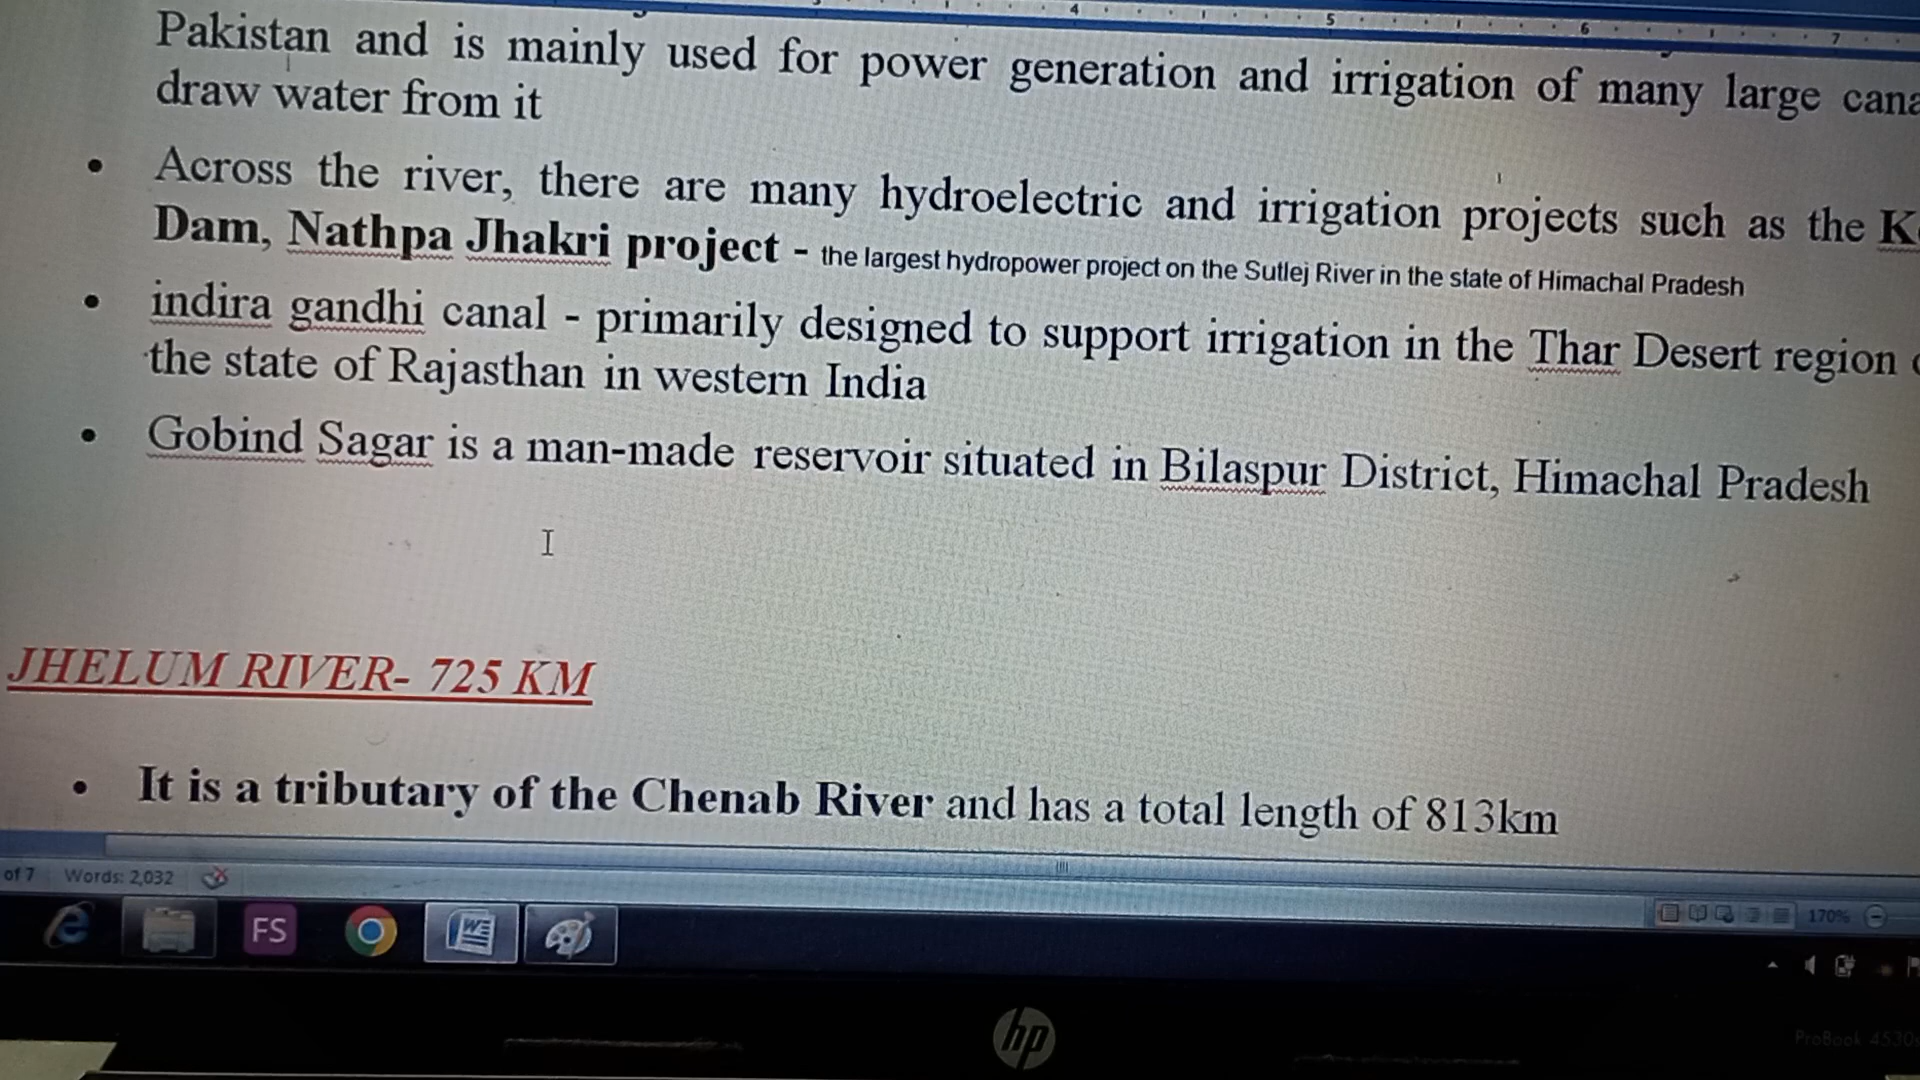 Pakistan and is mainly used for power generation and irrigation of many large
draw water from it
• Across the river, there are many hydroelectric and irrigation projects such as the
Dam, Nathpa Jhakri project - the largest hydropower project on the Sutlej River in the state of Himachal Pradesh
• indira gandhi canal - primarily designed to support irrigation in the Thar Desert region
the state of Rajasthan in western India
• Gobind Sagar is a man-made reservoir situated in Bilaspur District, Himachal Pradesh
JHELUM RIVER- 725 KM
• It is a tributary of the Chenab River and has a total length of 813km
of 7 Words: 2,032
170%
FS
hp
ProBook 4530s